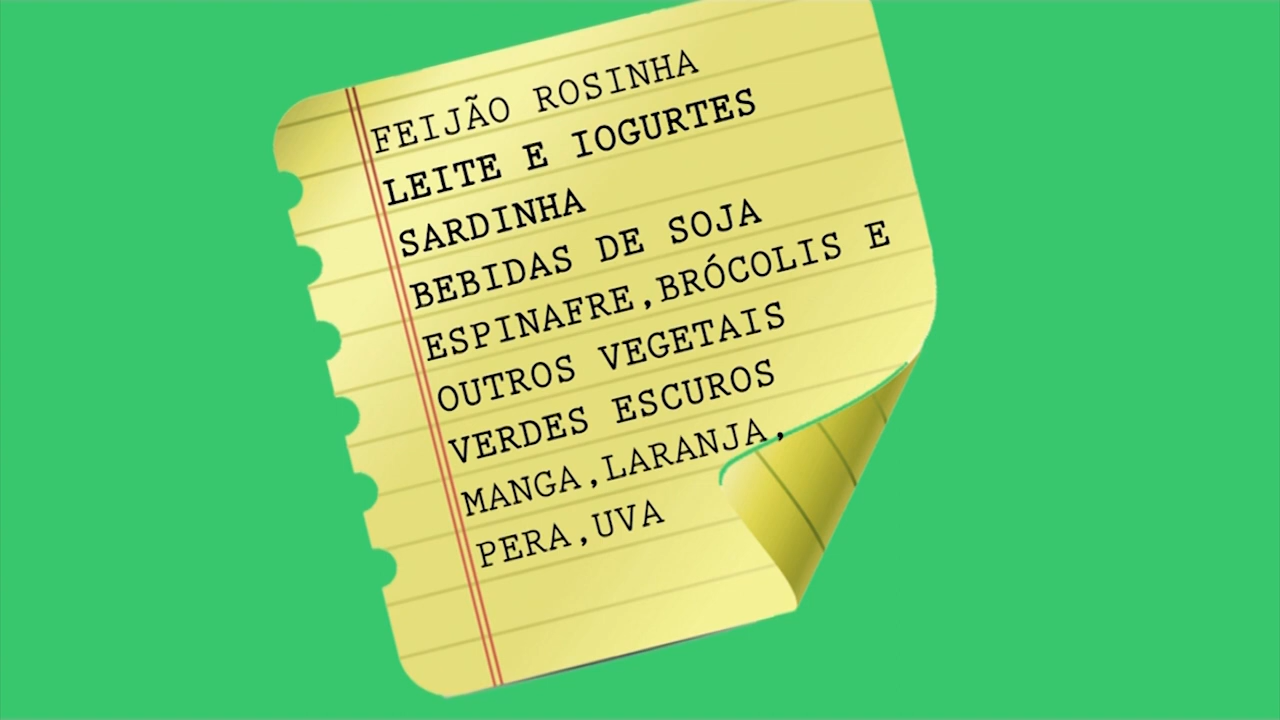 FEIJÃO ROSINHA
LEITE E IOGURTES
SARDINHA
BEBIDAS DE SOJA
ESPINAFRE,BRÓCOLIS E
OUTROS VEGETAIS
VERDES ESCUROS
MANGA,LARANJA,
PERA,UVA